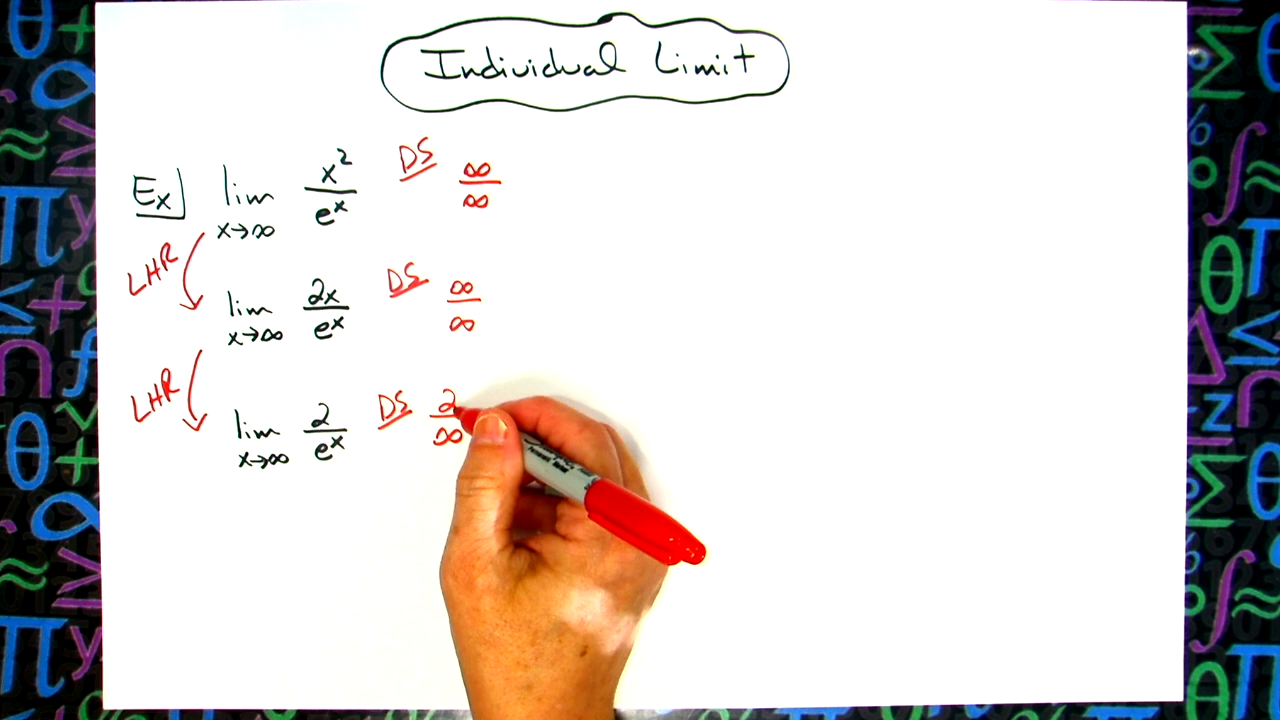 Individual Limit
Ex] lim x→∞ x²/eˣ DS ∞/∞
LHR
lim x→∞ 2x/eˣ DS ∞/∞
LHR
lim x→∞ 2/eˣ DS 2/∞